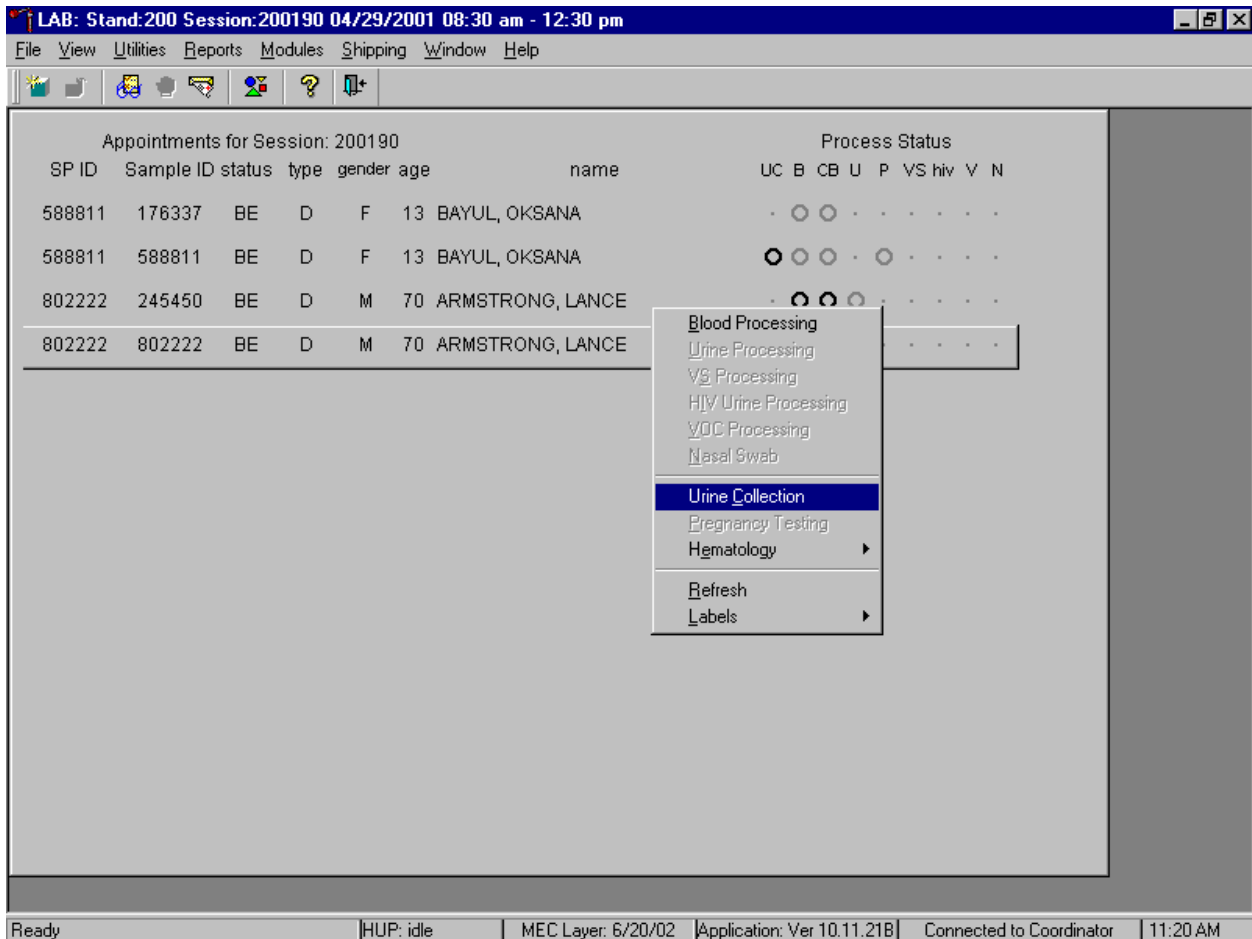 LAB: Stand:200 Session:200190 04/29/2001 08:30 am - 12:30 pm
File View Utilities Reports Modules Shipping Window Help
Appointments for Session: 200190 Process Status
SP ID Sample ID status type gender age name UC B CB U P VS hiv V N
588811 176337 BE D F 13 BAYUL, OKSANA
588811 588811 BE D F 13 BAYUL, OKSANA
802222 245450 BE D M 70 ARMSTRONG, LANCE
802222 802222 BE D M 70 ARMSTRONG, LANCE
Blood Processing
Urine Processing
VS Processing
HIV Urine Processing
VOC Processing
Nasal Swab
Urine Collection
Pregnancy Testing
Hematology
Refresh
Labels
Ready HUP: idle MEC Layer: 6/20/02 Application: Ver 10.11.21B Connected to Coordinator 11:20 AM